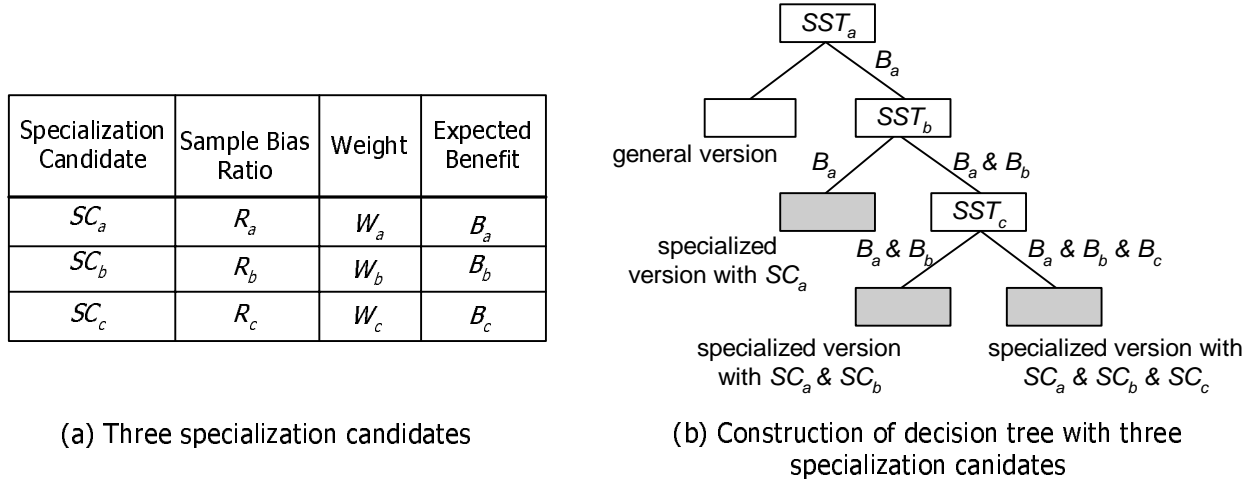 Specialization Candidate
Sample Bias Ratio
Weight
Expected Benefit
SCa
Ra
Wa
Ba
SCb
Rb
Wb
Bb
SCc
Rc
Wc
Bc
(a) Three specialization candidates
SSTa
Ba
SSTb
general version
Ba
Ba & Bb
SSTc
specialized
version with SCa
Ba & Bb
Ba & Bb & Bc
specialized version
with SCa & SCb
specialized version with
SCa & SCb & SCc
(b) Construction of decision tree with three
specialization canidates